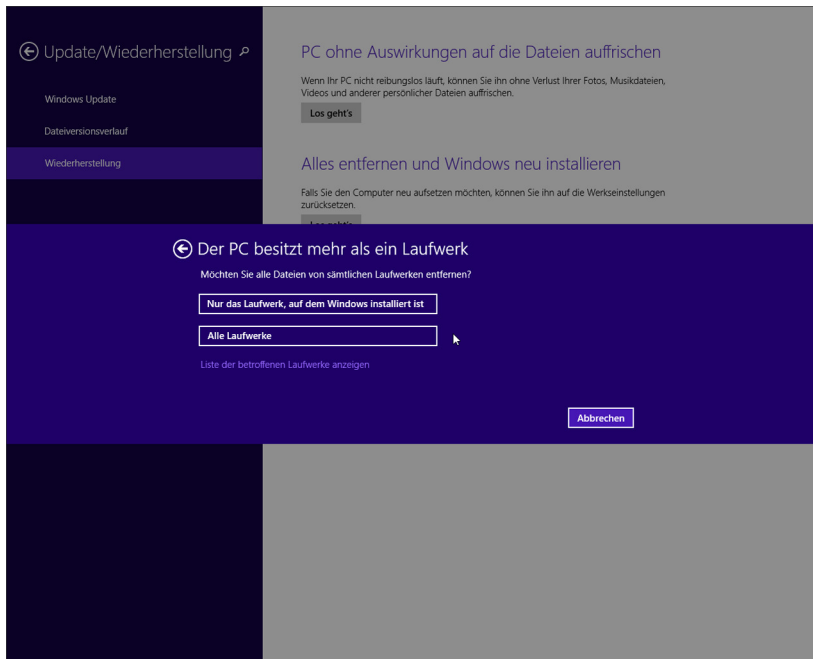 Update/Wiederherstellung
Windows Update
Dateiversionsverlauf
Wiederherstellung
PC ohne Auswirkungen auf die Dateien auffrischen
Wenn Ihr PC nicht reibungslos läuft, können Sie ihn ohne Verlust Ihrer Fotos, Musikdateien,
Videos und anderer persönlicher Dateien auffrischen.
Los geht's
Alles entfernen und Windows neu installieren
Falls Sie den Computer neu aufsetzen möchten, können Sie ihn auf die Werkseinstellungen
zurücksetzen.
Los geht's
Der PC besitzt mehr als ein Laufwerk
Möchten Sie alle Dateien von sämtlichen Laufwerken entfernen?
Nur das Laufwerk, auf dem Windows installiert ist
Alle Laufwerke
Liste der betroffenen Laufwerke anzeigen
Abbrechen